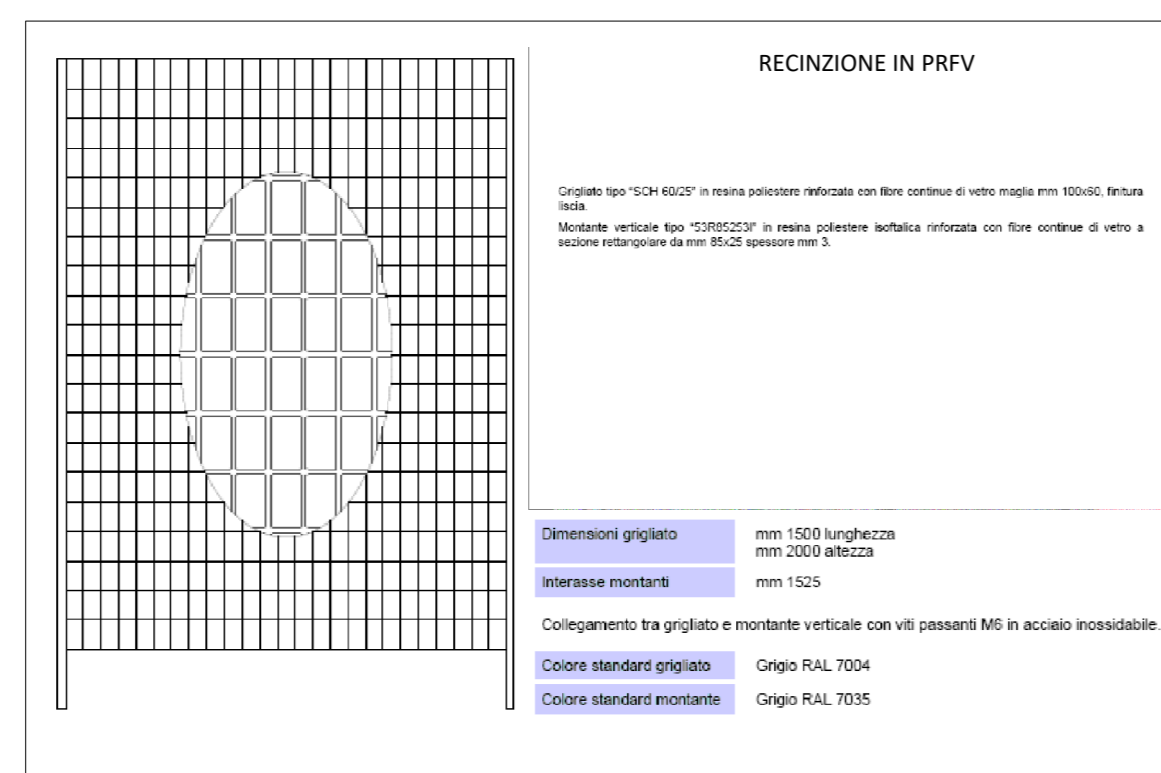 RECINZIONE IN PRFV
Grigliato tipo "SCH 60/25" in resina poliestere rinforzata con fibre continue di vetro maglia mm 100x60, finitura
liscia.
Montante verticale tipo "53R85253I" in resina poliestere isoftalica rinforzata con fibre continue di vetro a
sezione rettangolare da mm 85x25 spessore mm 3.
Dimensioni grigliato mm 1500 lunghezza
mm 2000 altezza
Interasse montanti mm 1525
Collegamento tra grigliato e montante verticale con viti passanti M6 in acciaio inossidabile.
Colore standard grigliato Grigio RAL 7004
Colore standard montante Grigio RAL 7035